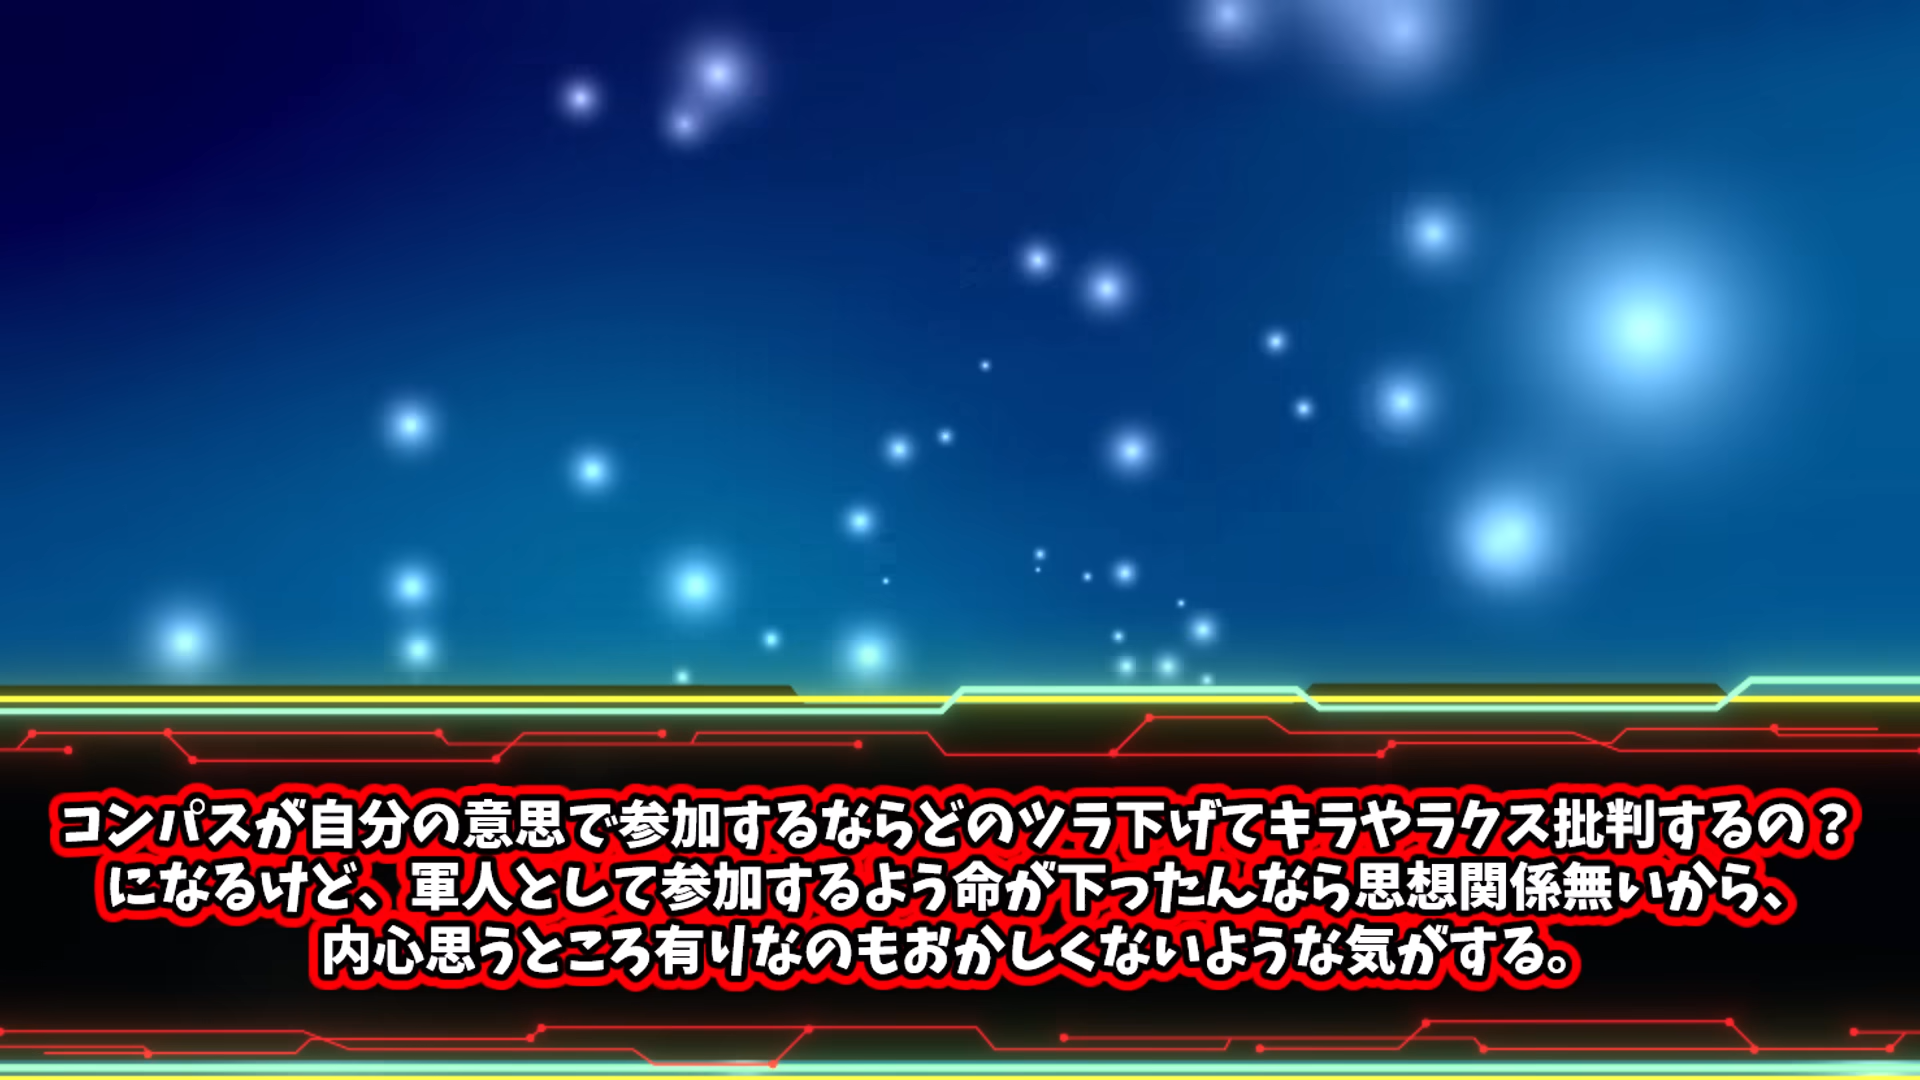 コンパスが自分の意思で参加するならどのツラ下げてキラやラクス批判するの？
になるけど、軍人として参加するよう命が下ったんなら思想関係無いから、
内心思うところ有りなのもおかしくないような気がする。